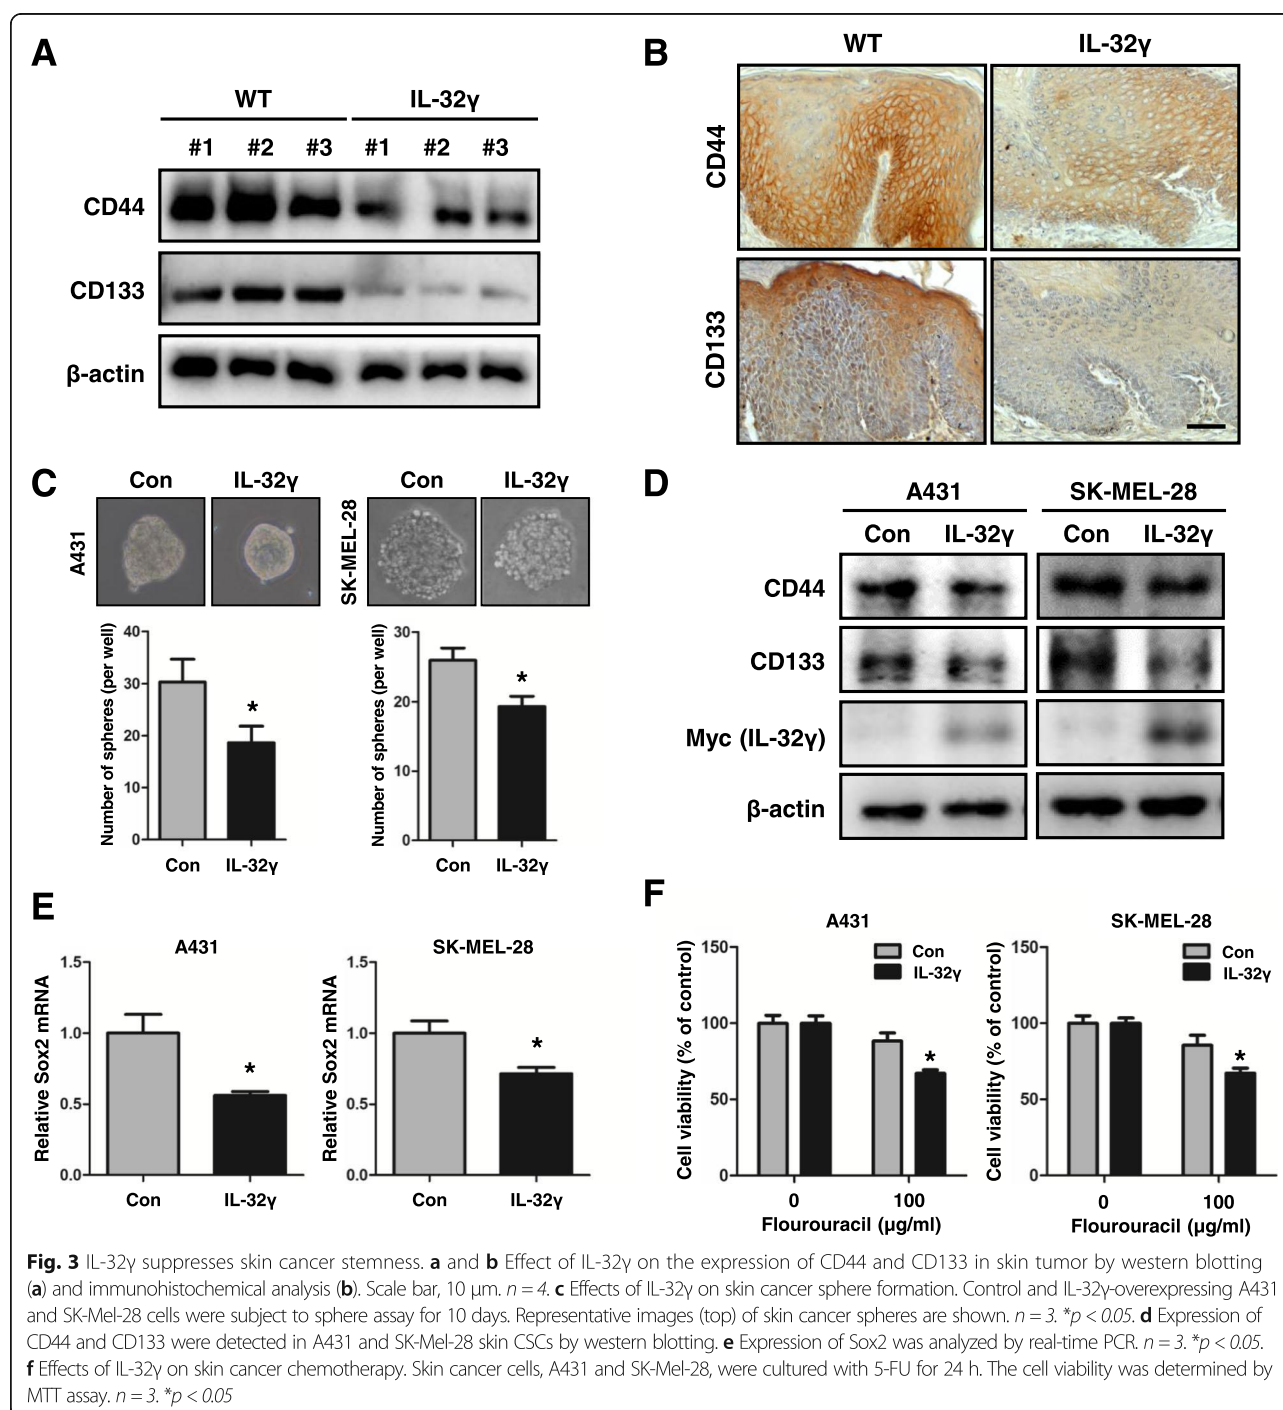 A
WT IL-32γ
#1 #2 #3 #1 #2 #3
CD44
CD133
β-actin
B
WT IL-32γ
CD44
CD133
C
Con IL-32γ
A431
Con IL-32γ
SK-MEL-28
Number of spheres (per well)
40
30
20
10
0
*
Con IL-32γ
Number of spheres (per well)
30
20
10
0
*
Con IL-32γ
D
A431 SK-MEL-28
Con IL-32γ Con IL-32γ
CD44
CD133
Myc (IL-32γ)
β-actin
E
A431
Relative Sox2 mRNA
1.5
1.0
0.5
0.0
*
Con IL-32γ
SK-MEL-28
Relative Sox2 mRNA
1.5
1.0
0.5
0.0
*
Con IL-32γ
F
A431
Cell viability (% of control)
150
100
50
0
Con
IL-32γ
*
0 100
Flourouracil (μg/ml)
SK-MEL-28
Cell viability (% of control)
150
100
50
0
Con
IL-32γ
*
0 100
Flourouracil (μg/ml)
Fig. 3 IL-32γ suppresses skin cancer stemness. a and b Effect of IL-32γ on the expression of CD44 and CD133 in skin tumor by western blotting
(a) and immunohistochemical analysis (b). Scale bar, 10 μm. n = 4. c Effects of IL-32γ on skin cancer sphere formation. Control and IL-32γ-overexpressing A431
and SK-Mel-28 cells were subject to sphere assay for 10 days. Representative images (top) of skin cancer spheres are shown. n = 3. *p < 0.05. d Expression of
CD44 and CD133 were detected in A431 and SK-Mel-28 skin CSCs by western blotting. e Expression of Sox2 was analyzed by real-time PCR. n = 3. *p < 0.05.
f Effects of IL-32γ on skin cancer chemotherapy. Skin cancer cells, A431 and SK-Mel-28, were cultured with 5-FU for 24 h. The cell viability was determined by
MTT assay. n = 3. *p < 0.05